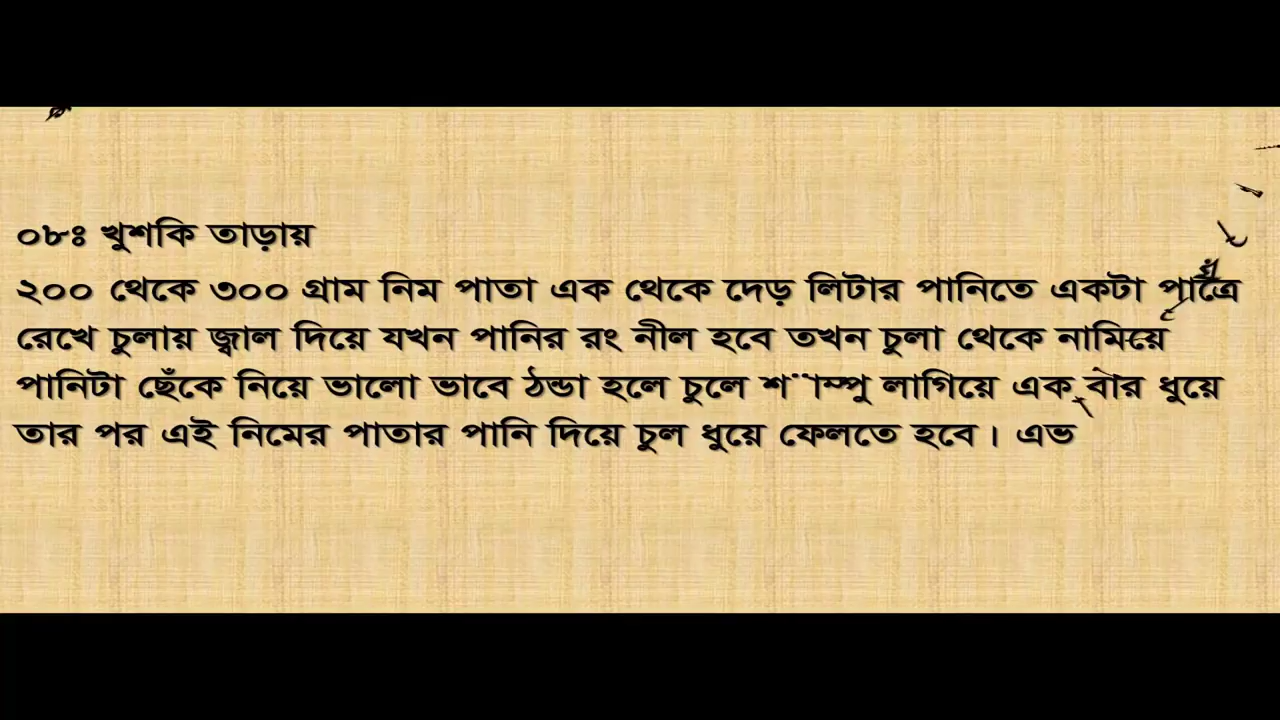 ০৮ঃ খুশকি তাড়ায়
২০০ থেকে ৩০০ গ্রাম নিম পাতা এক থেকে দেড় লিটার পানিতে একটা পাত্রে
রেখে চুলায় জ্বাল দিয়ে যখন পানির রং নীল হবে তখন চুলা থেকে নামিয়ে
পানিটা ছেঁকে নিয়ে ভালো ভাবে ঠন্ডা হলে চুলে শ্যাম্পু লাগিয়ে এক বার ধুয়ে
তার পর এই নিমের পাতার পানি দিয়ে চুল ধুয়ে ফেলতে হবে। এভ